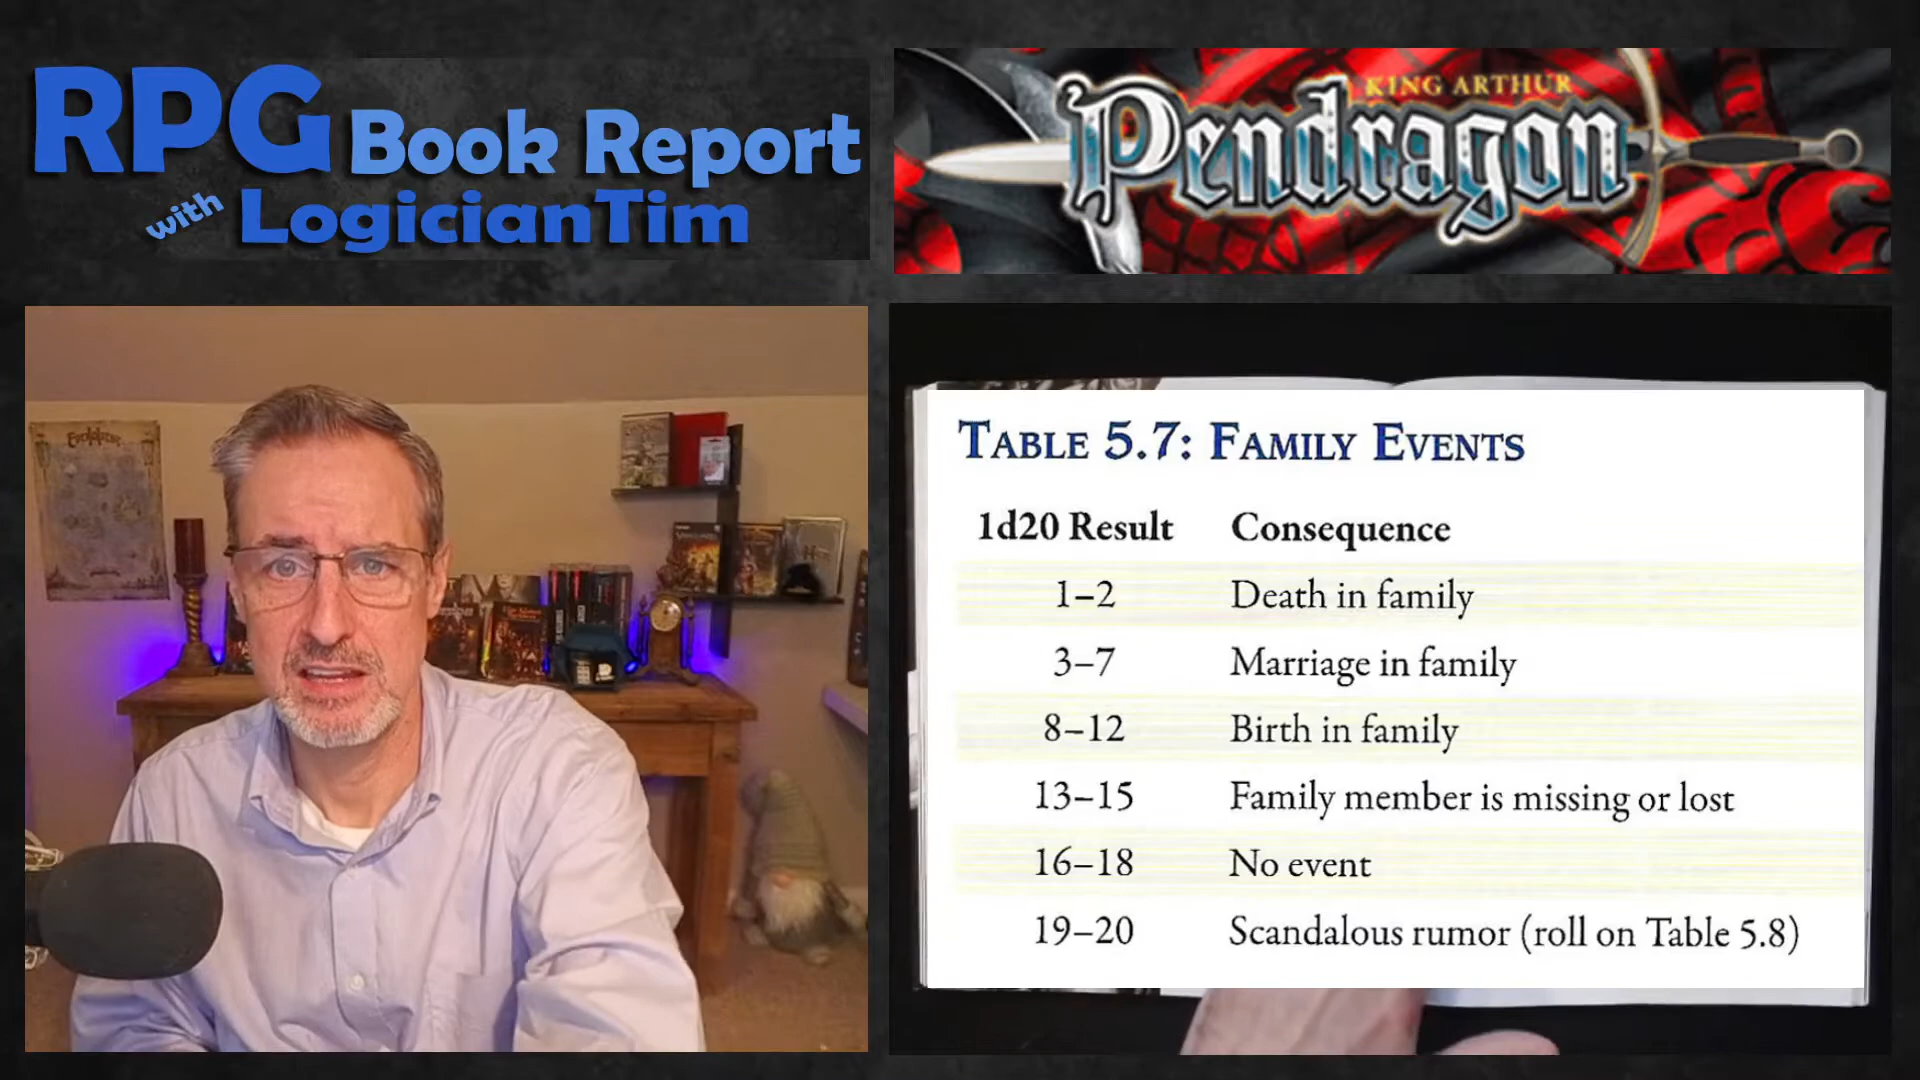 RPG Book Report
with LogicianTim
KING ARTHUR
Pendragon
TABLE 5.7: FAMILY EVENTS
1d20 Result Consequence
1–2 Death in family
3–7 Marriage in family
8–12 Birth in family
13–15 Family member is missing or lost
16–18 No event
19–20 Scandalous rumor (roll on Table 5.8)